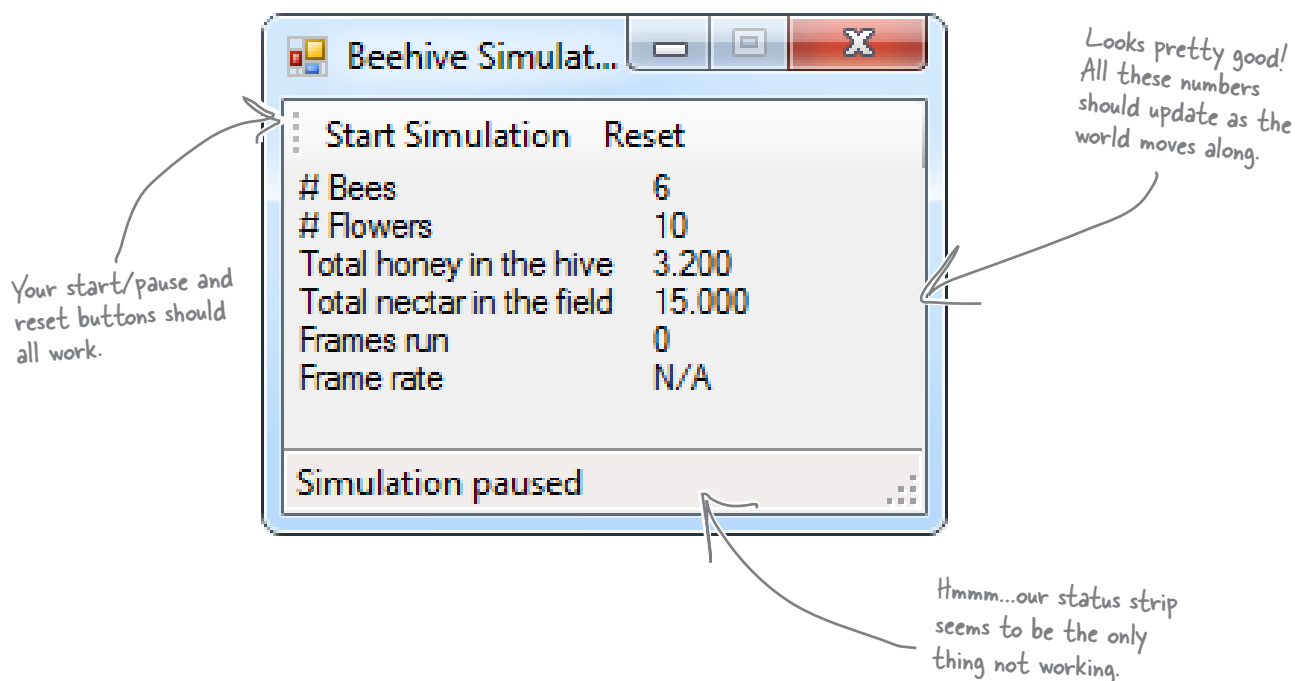 Beehive Simulat...
Start Simulation Reset
# Bees 6
# Flowers 10
Total honey in the hive 3.200
Total nectar in the field 15.000
Frames run 0
Frame rate N/A
Simulation paused
Looks pretty good!
All these numbers
should update as the
world moves along.
Your start/pause and
reset buttons should
all work.
Hmmm...our status strip
seems to be the only
thing not working.